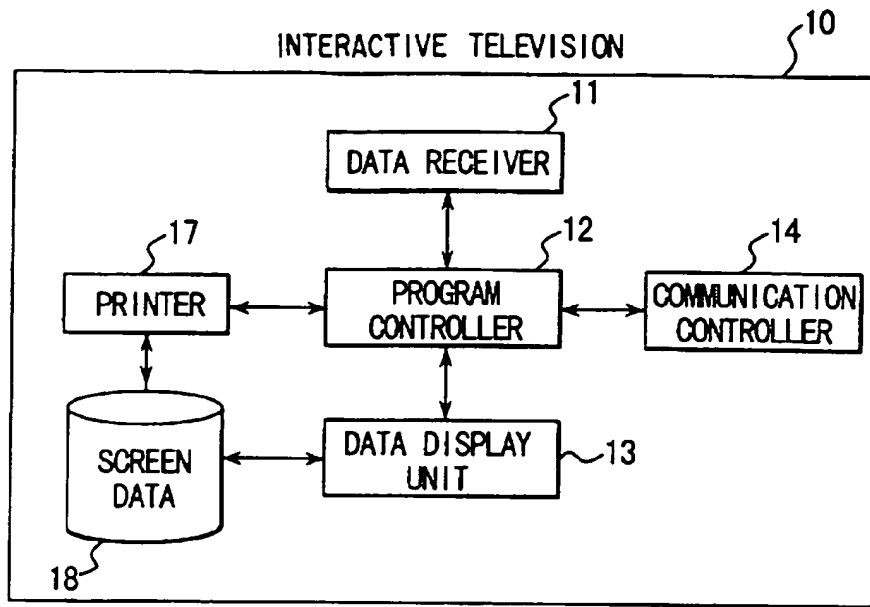 INTERACTIVE TELEVISION
10
11
DATA RECEIVER
17
12
14
PRINTER
PROGRAM
CONTROLLER
COMMUNICATION
CONTROLLER
SCREEN
DATA
DATA DISPLAY
UNIT
13
18